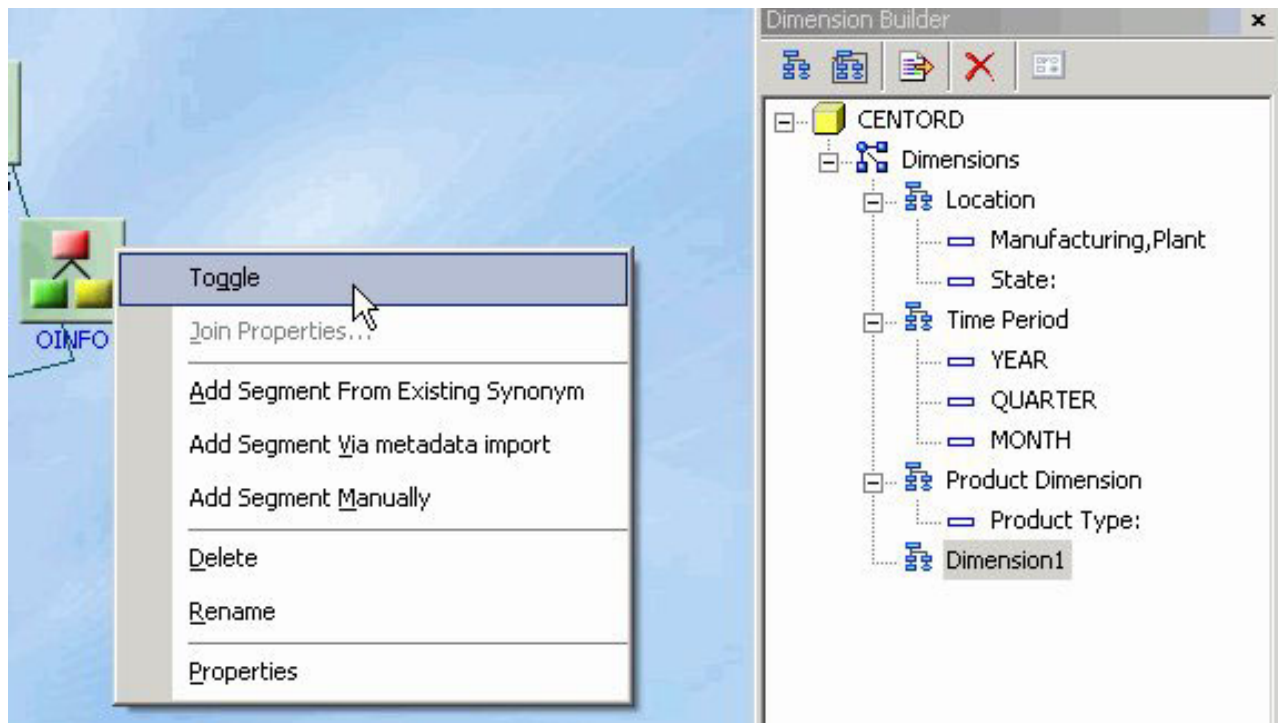 OINFO
Toggle
Join Properties...
Add Segment From Existing Synonym
Add Segment Via metadata import
Add Segment Manually
Delete
Rename
Properties
Dimension Builder
CENTORD
Dimensions
Location
Manufacturing,Plant
State:
Time Period
YEAR
QUARTER
MONTH
Product Dimension
Product Type:
Dimension1